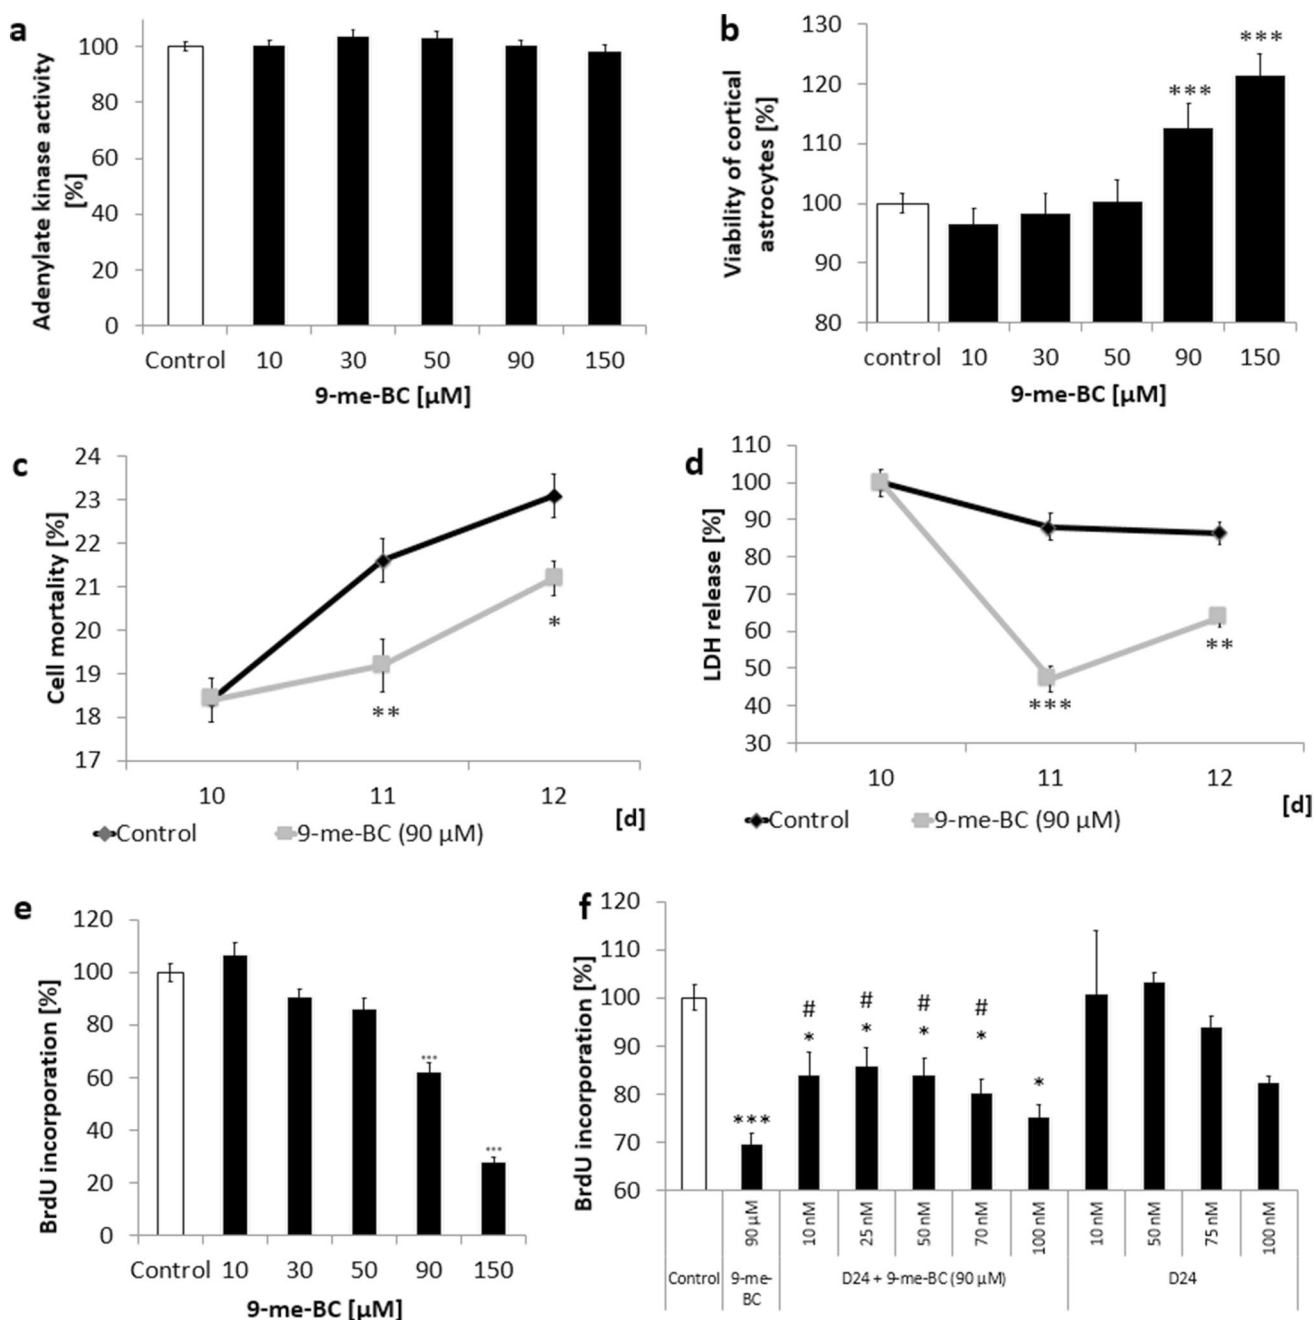 a
Adenylate kinase activity
[%]
100
80
60
40
20
0
Control 10 30 50 90 150
9-me-BC [µM]
b
Viability of cortical
astrocytes [%]
130
120
110
100
90
80
***
***
control 10 30 50 90 150
9-me-BC [µM]
c
Cell mortality [%]
24
23
22
21
20
19
18
17
**
*
10 11 12
[d]
Control 9-me-BC (90 µM)
d
LDH release [%]
110
100
90
80
70
60
50
40
30
***
**
10 11 12
[d]
Control 9-me-BC (90 µM)
e
BrdU incorporation [%]
120
100
80
60
40
20
0
***
***
Control 10 30 50 90 150
9-me-BC [µM]
f
BrdU incorporation [%]
120
110
100
90
80
70
60
# # # #
*** * * * * *
90 µM 10 nM 25 nM 50 nM 70 nM 100 nM 10 nM 50 nM 75 nM 100 nM
Control 9-me- D24 + 9-me-BC (90 µM) D24
BC